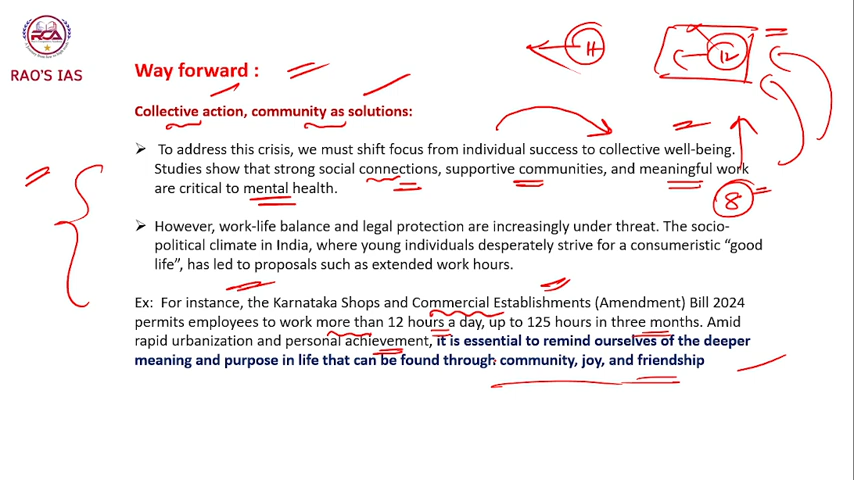 RCA
RAO'S IAS
11
12
Way forward :
Collective action, community as solutions:
➢ To address this crisis, we must shift focus from individual success to collective well-being.
Studies show that strong social connections, supportive communities, and meaningful work
are critical to mental health.
8
➢ However, work-life balance and legal protection are increasingly under threat. The socio-
political climate in India, where young individuals desperately strive for a consumeristic “good
life”, has led to proposals such as extended work hours.
Ex: For instance, the Karnataka Shops and Commercial Establishments (Amendment) Bill 2024
permits employees to work more than 12 hours a day, up to 125 hours in three months. Amid
rapid urbanization and personal achievement, it is essential to remind ourselves of the deeper
meaning and purpose in life that can be found through community, joy, and friendship